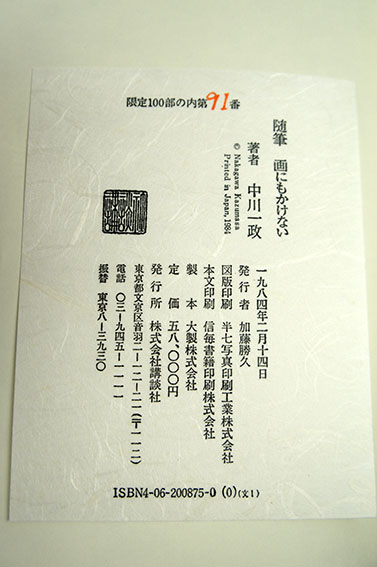 限定100部の内第91番
随筆 画にもかけない
著者 中川一政
© Nakagawa Kazumasa
Printed in Japan, 1984
一九八四年二月十四日
発行者 加藤勝久
図版印刷 半七写真印刷工業株式会社
本文印刷 信毎書籍印刷株式会社
製本 大製株式会社
定価 五八、〇〇〇円
発行所 株式会社講談社
東京都文京区音羽二―一二―二一(〒一一二)
電話 〇三―九四五―一一一一
振替 東京八―三九三〇
ISBN4-06-200875-0 (0)(文1)